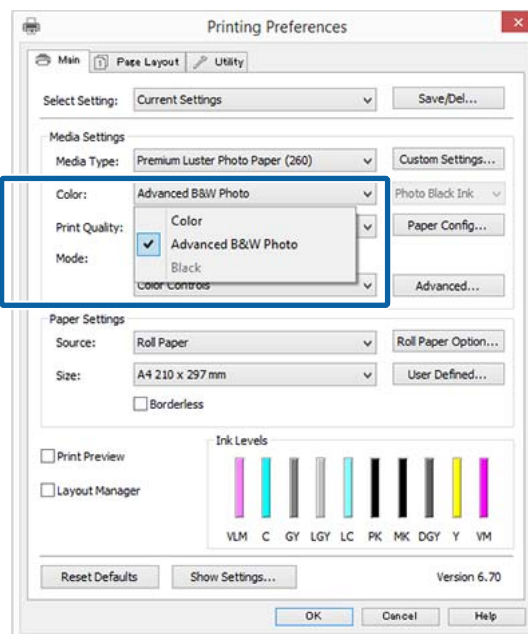 Printing Preferences
Main Page Layout Utility
Select Setting: Current Settings Save/Del...
Media Settings
Media Type: Premium Luster Photo Paper (260) Custom Settings...
Color: Advanced B&W Photo Photo Black Ink
Color
Print Quality: Paper Config...
Advanced B&W Photo
Mode:
Black
Color Controls Advanced...
Paper Settings
Source: Roll Paper Roll Paper Option...
Size: A4 210 x 297 mm User Defined...
Borderless
Ink Levels
Print Preview
Layout Manager
VLM C GY LGY LC PK MK DGY Y VM
Reset Defaults Show Settings... Version 6.70
OK Cancel Help